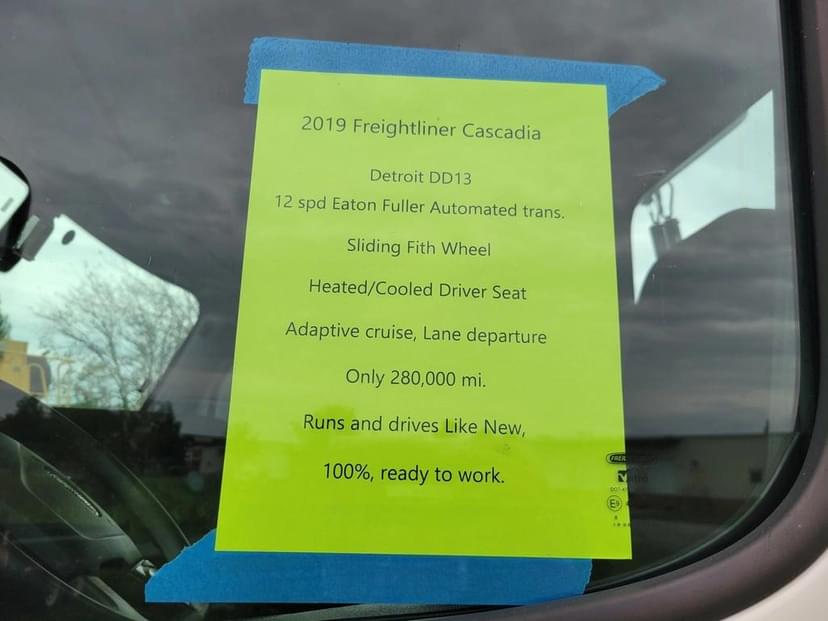 2019 Freightliner Cascadia
Detroit DD13
12 spd Eaton Fuller Automated trans.
Sliding Fith Wheel
Heated/Cooled Driver Seat
Adaptive cruise, Lane departure
Only 280,000 mi.
Runs and drives Like New,
100%, ready to work.